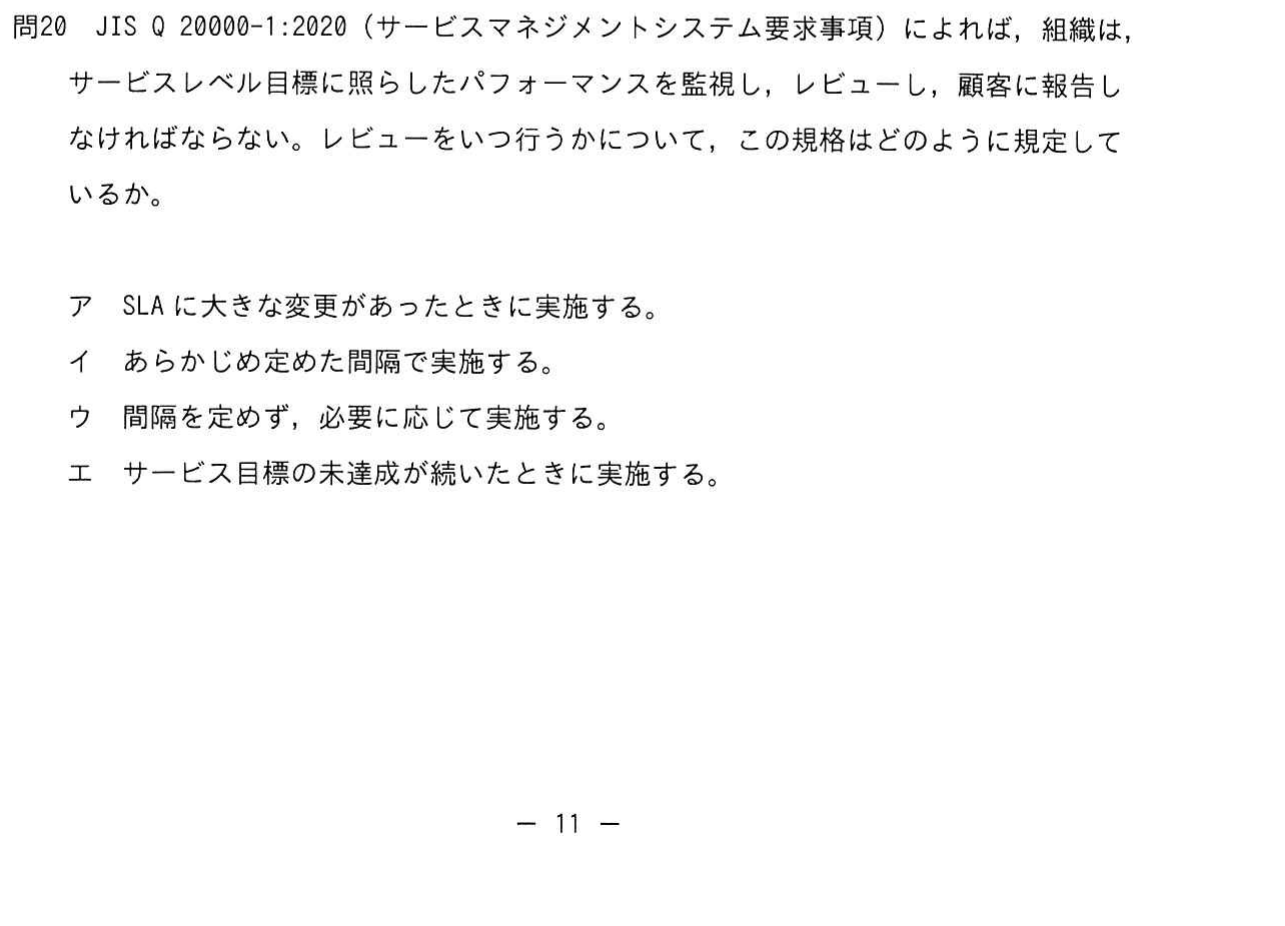 問20 JIS Q 20000-1:2020（サービスマネジメントシステム要求事項）によれば，組織は，
サービスレベル目標に照らしたパフォーマンスを監視し，レビューし，顧客に報告し
なければならない。レビューをいつ行うかについて，この規格はどのように規定して
いるか。
ア SLAに大きな変更があったときに実施する。
イ あらかじめ定めた間隔で実施する。
ウ 間隔を定めず，必要に応じて実施する。
エ サービス目標の未達成が続いたときに実施する。
－ 11 －